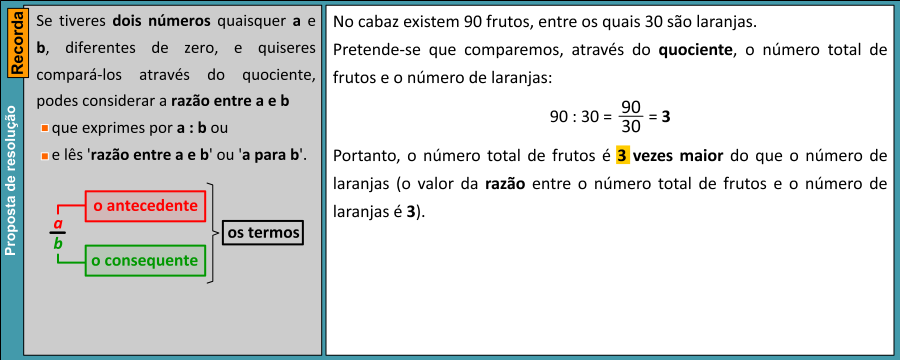 Recorda
Proposta de resolução
Se tiveres dois números quaisquer a e
b, diferentes de zero, e quiseres
compará-los através do quociente,
podes considerar a razão entre a e b
que exprimes por a : b ou
e lês 'razão entre a e b' ou 'a para b'.
a
b
o antecedente
o consequente
os termos
No cabaz existem 90 frutos, entre os quais 30 são laranjas.
Pretende-se que comparemos, através do quociente, o número total de
frutos e o número de laranjas:
90 : 30 = 90/30 = 3
Portanto, o número total de frutos é 3 vezes maior do que o número de
laranjas (o valor da razão entre o número total de frutos e o número de
laranjas é 3).